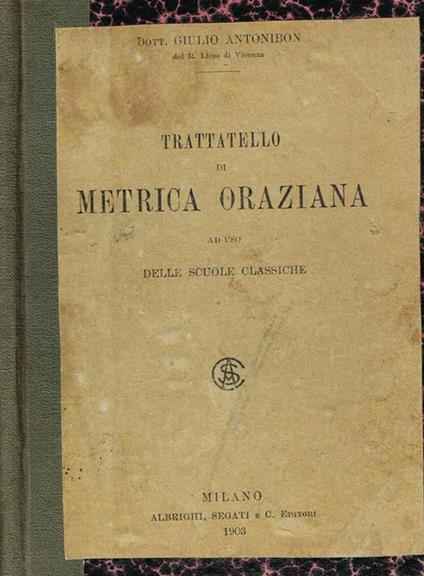 Dott. GIULIO ANTONIBON
del R. Liceo di Vicenza
TRATTATELLO
DI
METRICA ORAZIANA
AD USO
DELLE SCUOLE CLASSICHE
MILANO
ALBRIGHI, SEGATI e C. Editori
1903